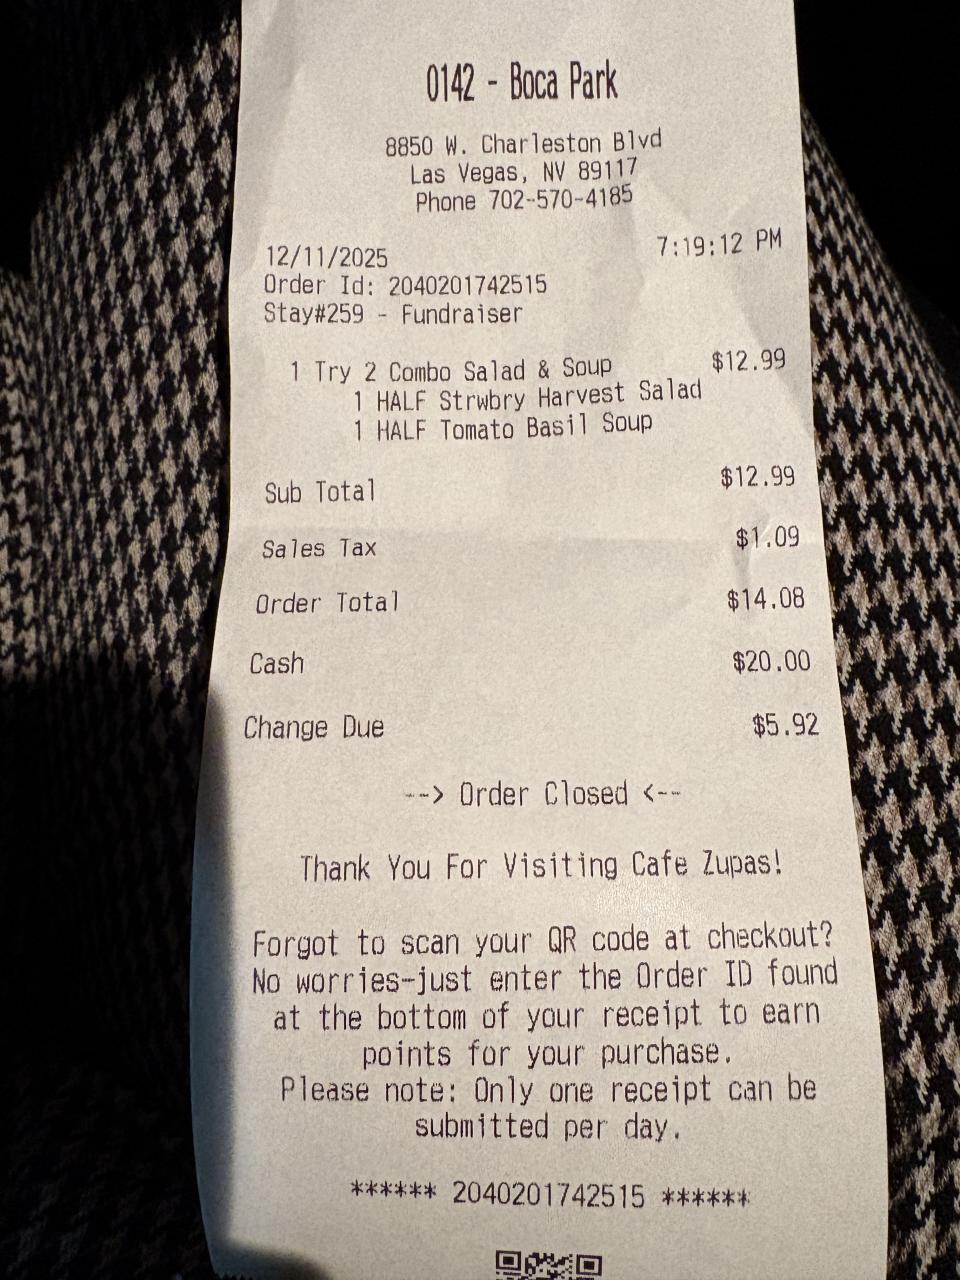 0142 - Boca Park
8850 W. Charleston Blvd
Las Vegas, NV 89117
Phone 702-570-4185
12/11/2025 7:19:12 PM
Order Id: 2040201742515
Stay#259 - Fundraiser
1 Try 2 Combo Salad & Soup $12.99
1 HALF Strwbry Harvest Salad
1 HALF Tomato Basil Soup
Sub Total $12.99
Sales Tax $1.09
Order Total $14.08
Cash $20.00
Change Due $5.92
--> Order Closed <--
Thank You For Visiting Cafe Zupas!
Forgot to scan your QR code at checkout?
No worries-just enter the Order ID found
at the bottom of your receipt to earn
points for your purchase.
Please note: Only one receipt can be
submitted per day.
****** 2040201742515 ******